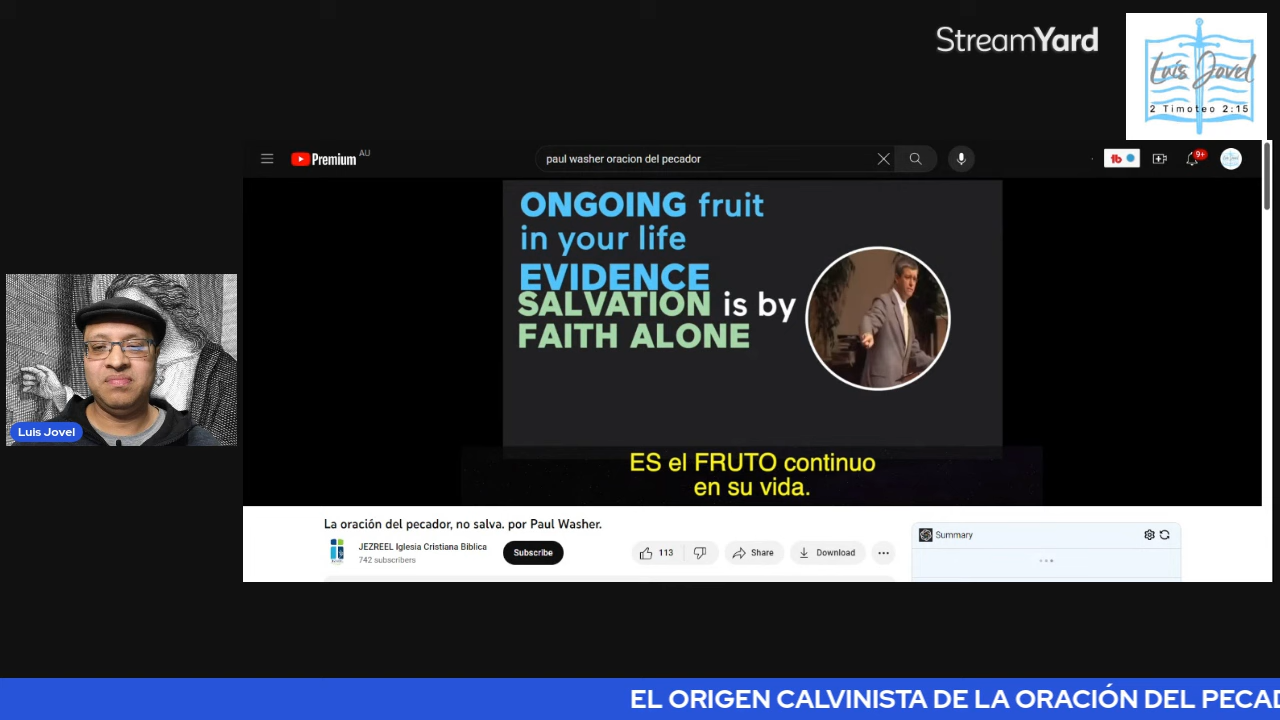 StreamYard
Luis Jovel
2 Timoteo 2:15
Premium AU
paul washer oracion del pecador
9+
ONGOING fruit
in your life
EVIDENCE
SALVATION is by
FAITH ALONE
ES el FRUTO continuo
en su vida.
Luis Jovel
La oración del pecador, no salva. por Paul Washer.
JEZREEL Iglesia Cristiana Bíblica
742 subscribers
Subscribe
113
Share
Download
Summary
EL ORIGEN CALVINISTA DE LA ORACIÓN DEL PECAD